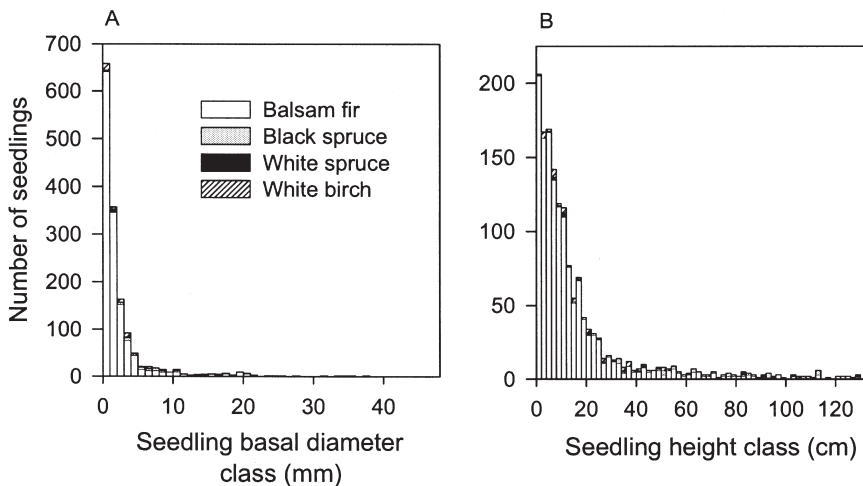 A
Number of seedlings
700
600
500
400
300
200
100
0
Balsam fir
Black spruce
White spruce
White birch
0 10 20 40
Seedling basal diameter
class (mm)
B
200
150
100
50
0
0 20 40 60 80 100 120
Seedling height class (cm)